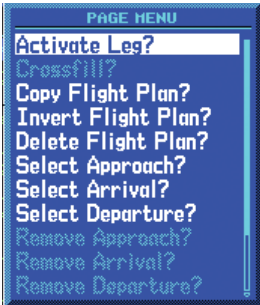 PAGE MENU
Activate Leg?
Crossfill?
Copy Flight Plan?
Invert Flight Plan?
Delete Flight Plan?
Select Approach?
Select Arrival?
Select Departure?
Remove Approach?
Remove Arrival?
Remove Departure?